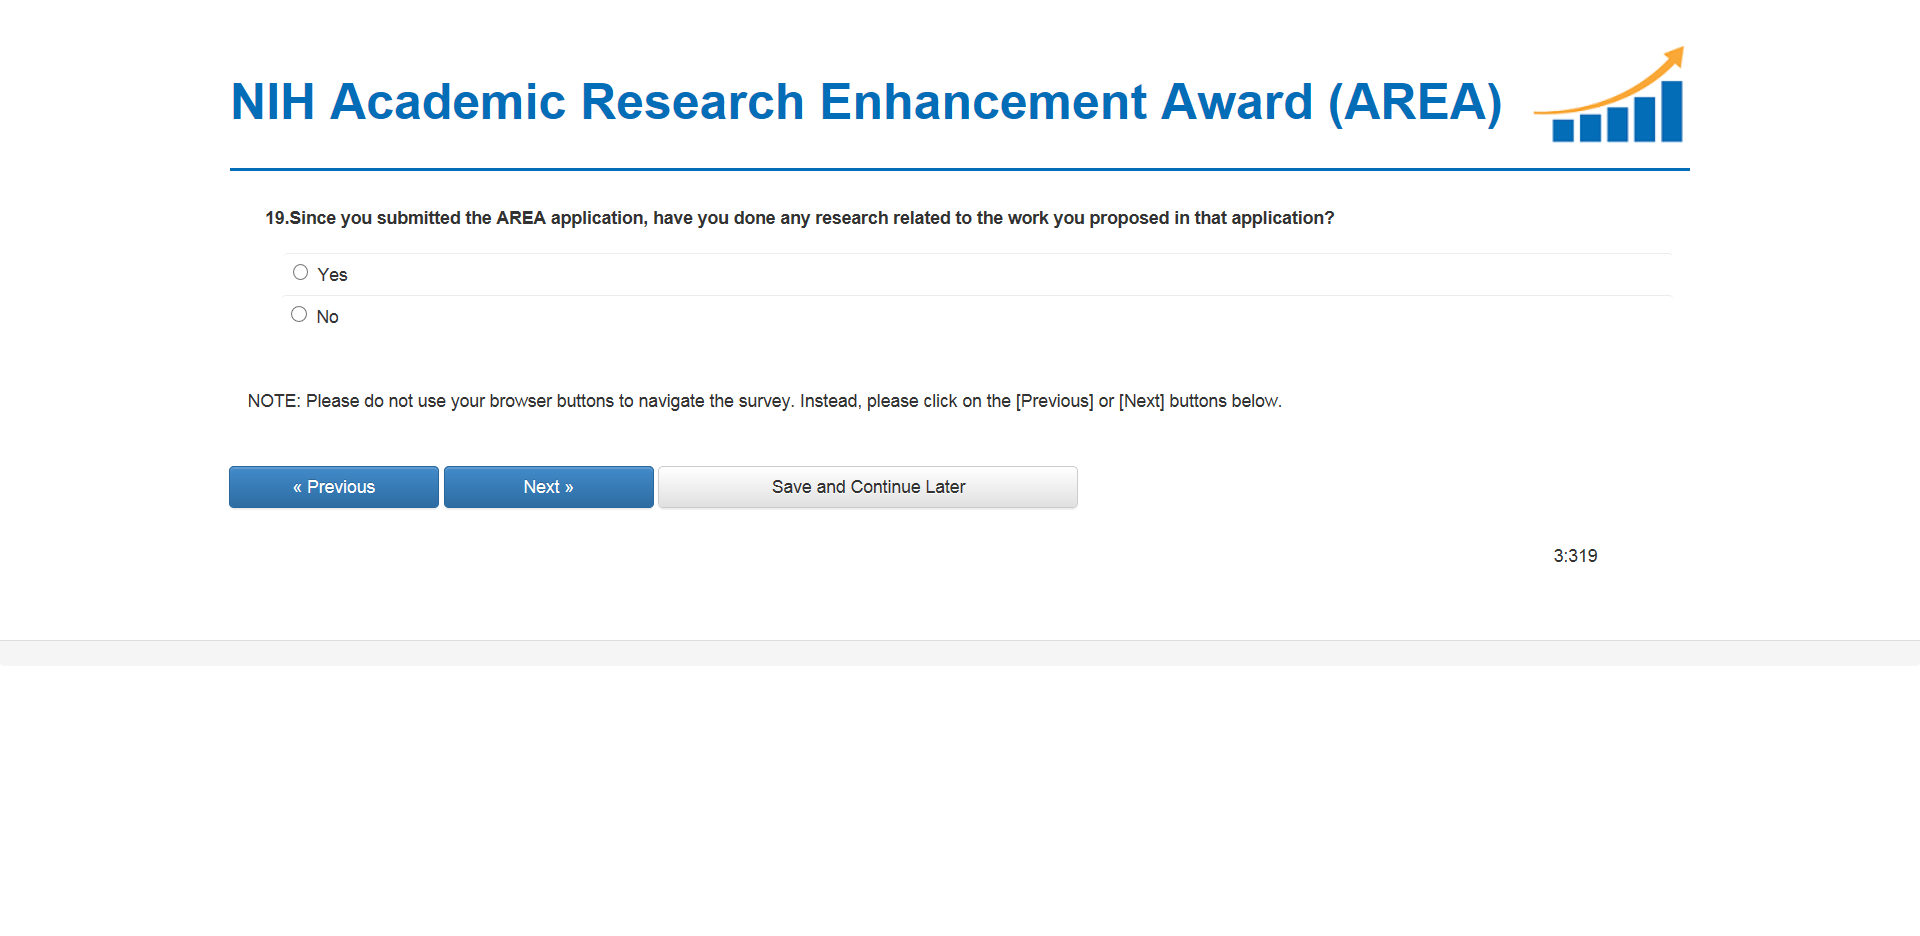 NIH Academic Research Enhancement Award (AREA)
19.Since you submitted the AREA application, have you done any research related to the work you proposed in that application?
Yes
No
NOTE: Please do not use your browser buttons to navigate the survey. Instead, please click on the [Previous] or [Next] buttons below.
« Previous
Next »
Save and Continue Later
3:319